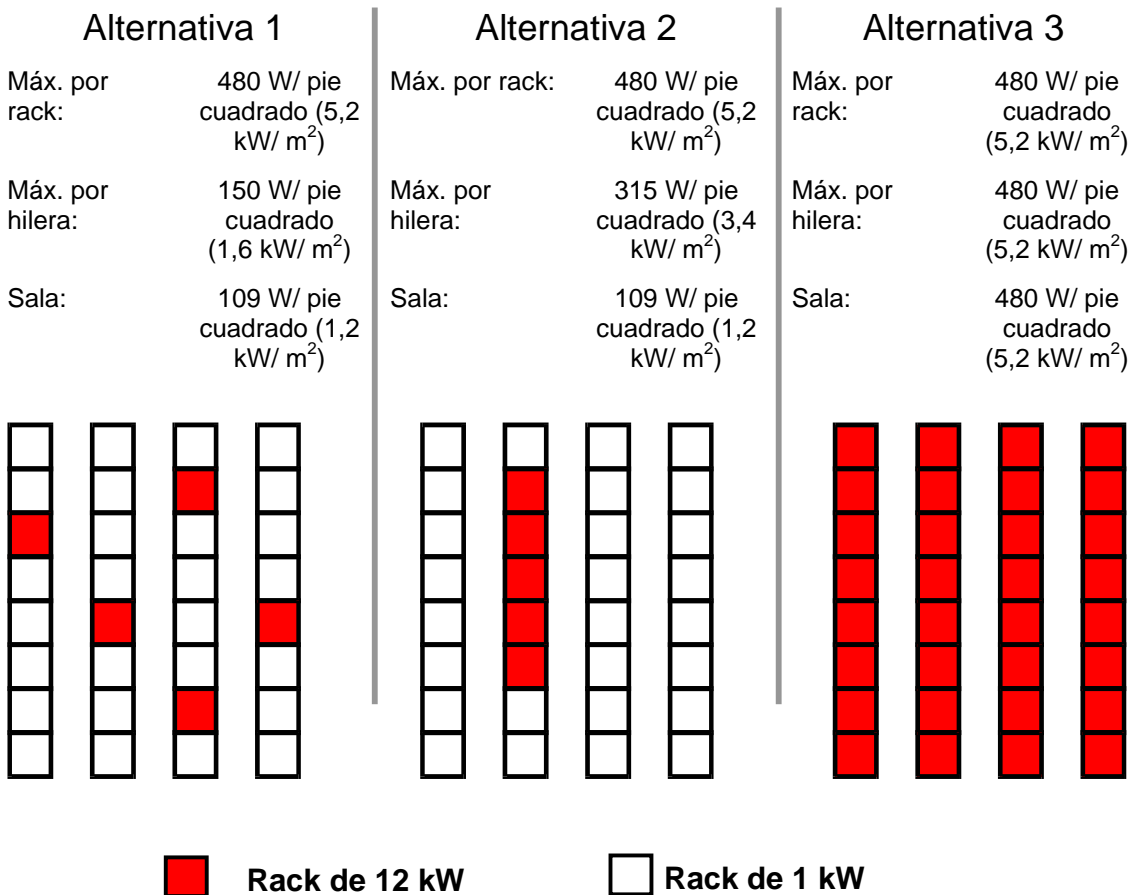 Alternativa 1
Máx. por rack:
480 W/ pie
cuadrado (5,2
kW/ m²)
Máx. por
hilera:
150 W/ pie
cuadrado
(1,6 kW/ m²)
Sala:
109 W/ pie
cuadrado (1,2
kW/ m²)
Alternativa 2
Máx. por rack:
480 W/ pie
cuadrado (5,2
kW/ m²)
Máx. por
hilera:
315 W/ pie
cuadrado (3,4
kW/ m²)
Sala:
109 W/ pie
cuadrado (1,2
kW/ m²)
Alternativa 3
Máx. por
rack:
480 W/ pie
cuadrado
(5,2 kW/ m²)
Máx. por
hilera:
480 W/ pie
cuadrado
(5,2 kW/ m²)
Sala:
480 W/ pie
cuadrado
(5,2 kW/ m²)
Rack de 12 kW
Rack de 1 kW